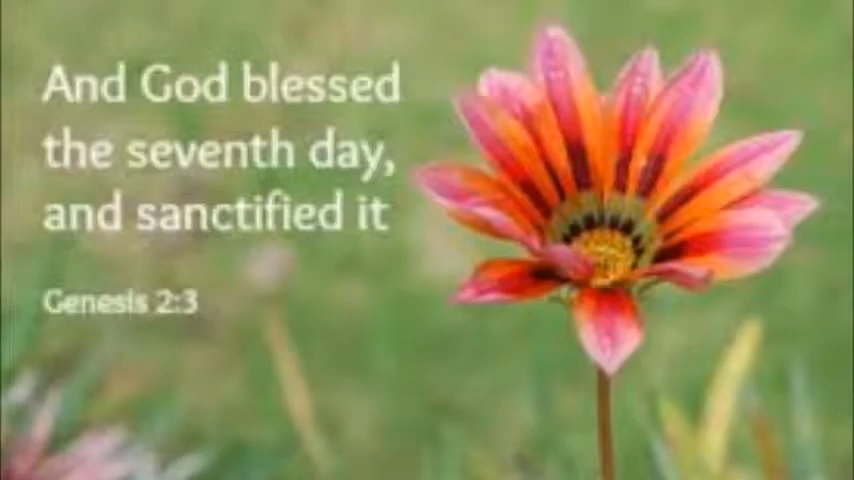 And God blessed
the seventh day,
and sanctified it
Genesis 2:3